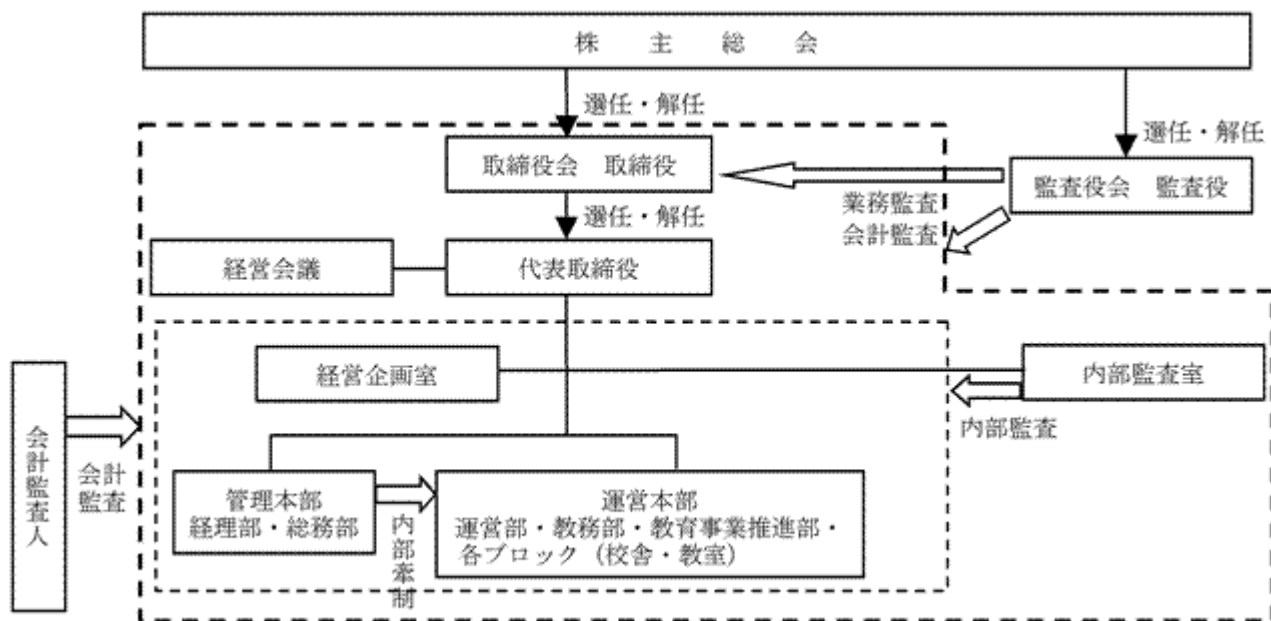 株 主 総 会
選任・解任
選任・解任
取締役会 取締役
監査役会 監査役
業務監査
会計監査
選任・解任
経営会議
代表取締役
経営企画室
内部監査室
内部監査
会計監査人
会計
監査
管理本部
経理部・総務部
内部牽制
運営本部
運営部・教務部・教育事業推進部・
各ブロック（校舎・教室）